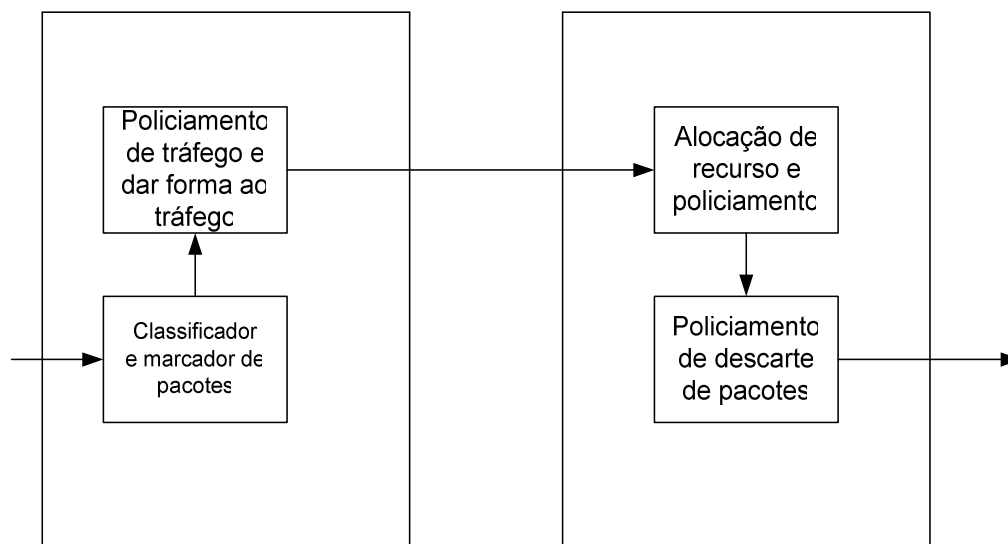 Policiamento
de tráfego e
dar forma ao
tráfego
Classificador
e marcador de
pacotes
Alocação de
recurso e
policiamento
Policiamento
de descarte
de pacotes